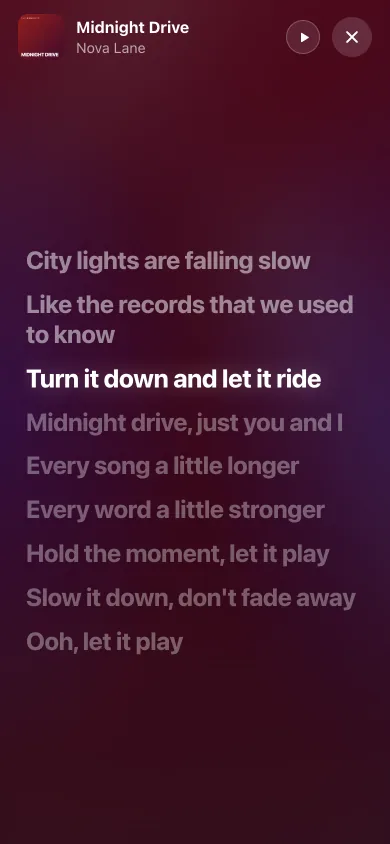 MIDNIGHT DRIVE
Midnight Drive
Nova Lane
City lights are falling slow
Like the records that we used
to know
Turn it down and let it ride
Midnight drive, just you and I
Every song a little longer
Every word a little stronger
Hold the moment, let it play
Slow it down, don't fade away
Ooh, let it play